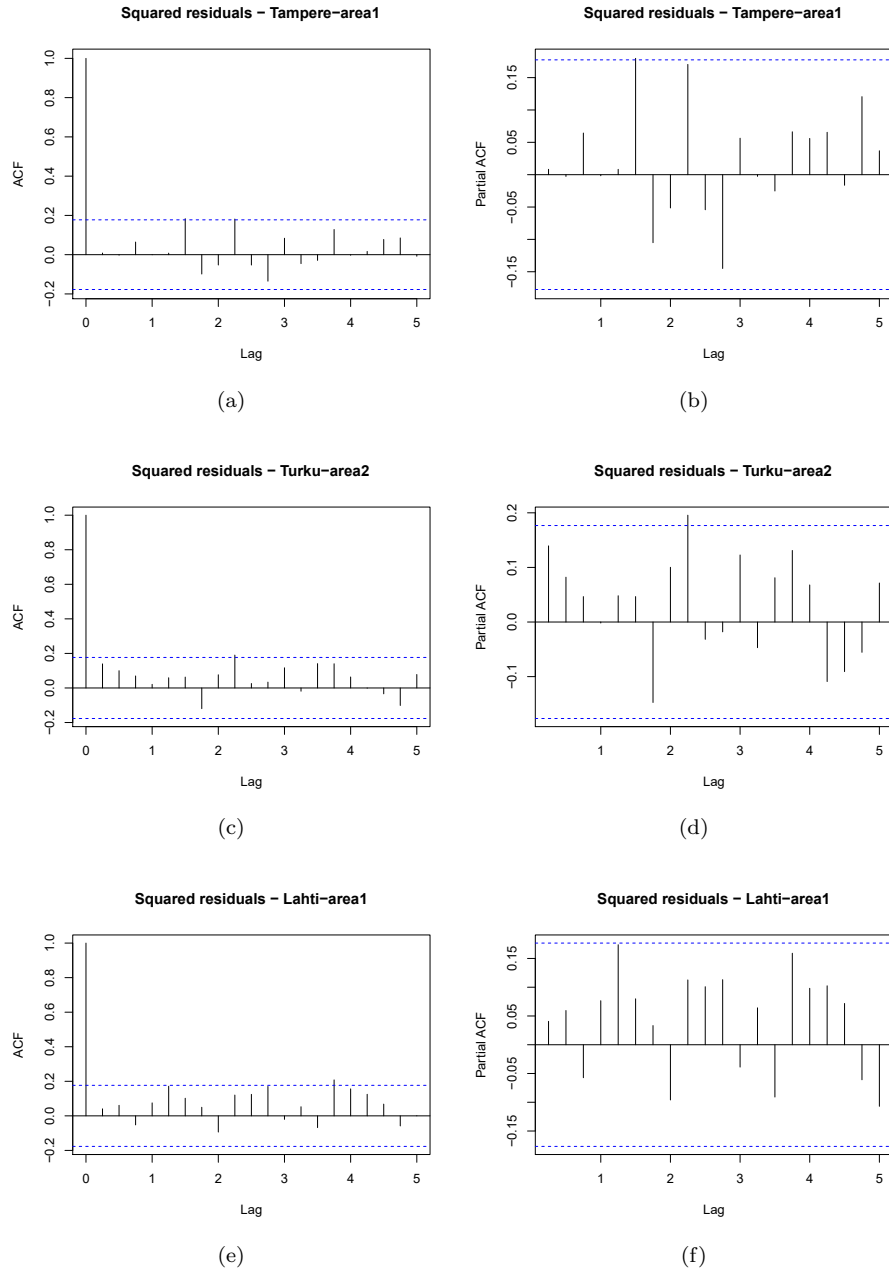 Squared residuals − Tampere−area1
ACF
−0.2 0.0 0.2 0.4 0.6 0.8 1.0
0 1 2 3 4 5
Lag
(a)
Squared residuals − Tampere−area1
Partial ACF
−0.15 −0.05 0.05 0.15
1 2 3 4 5
Lag
(b)
Squared residuals − Turku−area2
ACF
−0.2 0.0 0.2 0.4 0.6 0.8 1.0
0 1 2 3 4 5
Lag
(c)
Squared residuals − Turku−area2
Partial ACF
−0.1 0.0 0.1 0.2
1 2 3 4 5
Lag
(d)
Squared residuals − Lahti−area1
ACF
−0.2 0.0 0.2 0.4 0.6 0.8 1.0
0 1 2 3 4 5
Lag
(e)
Squared residuals − Lahti−area1
Partial ACF
−0.15 −0.05 0.05 0.15
1 2 3 4 5
Lag
(f)